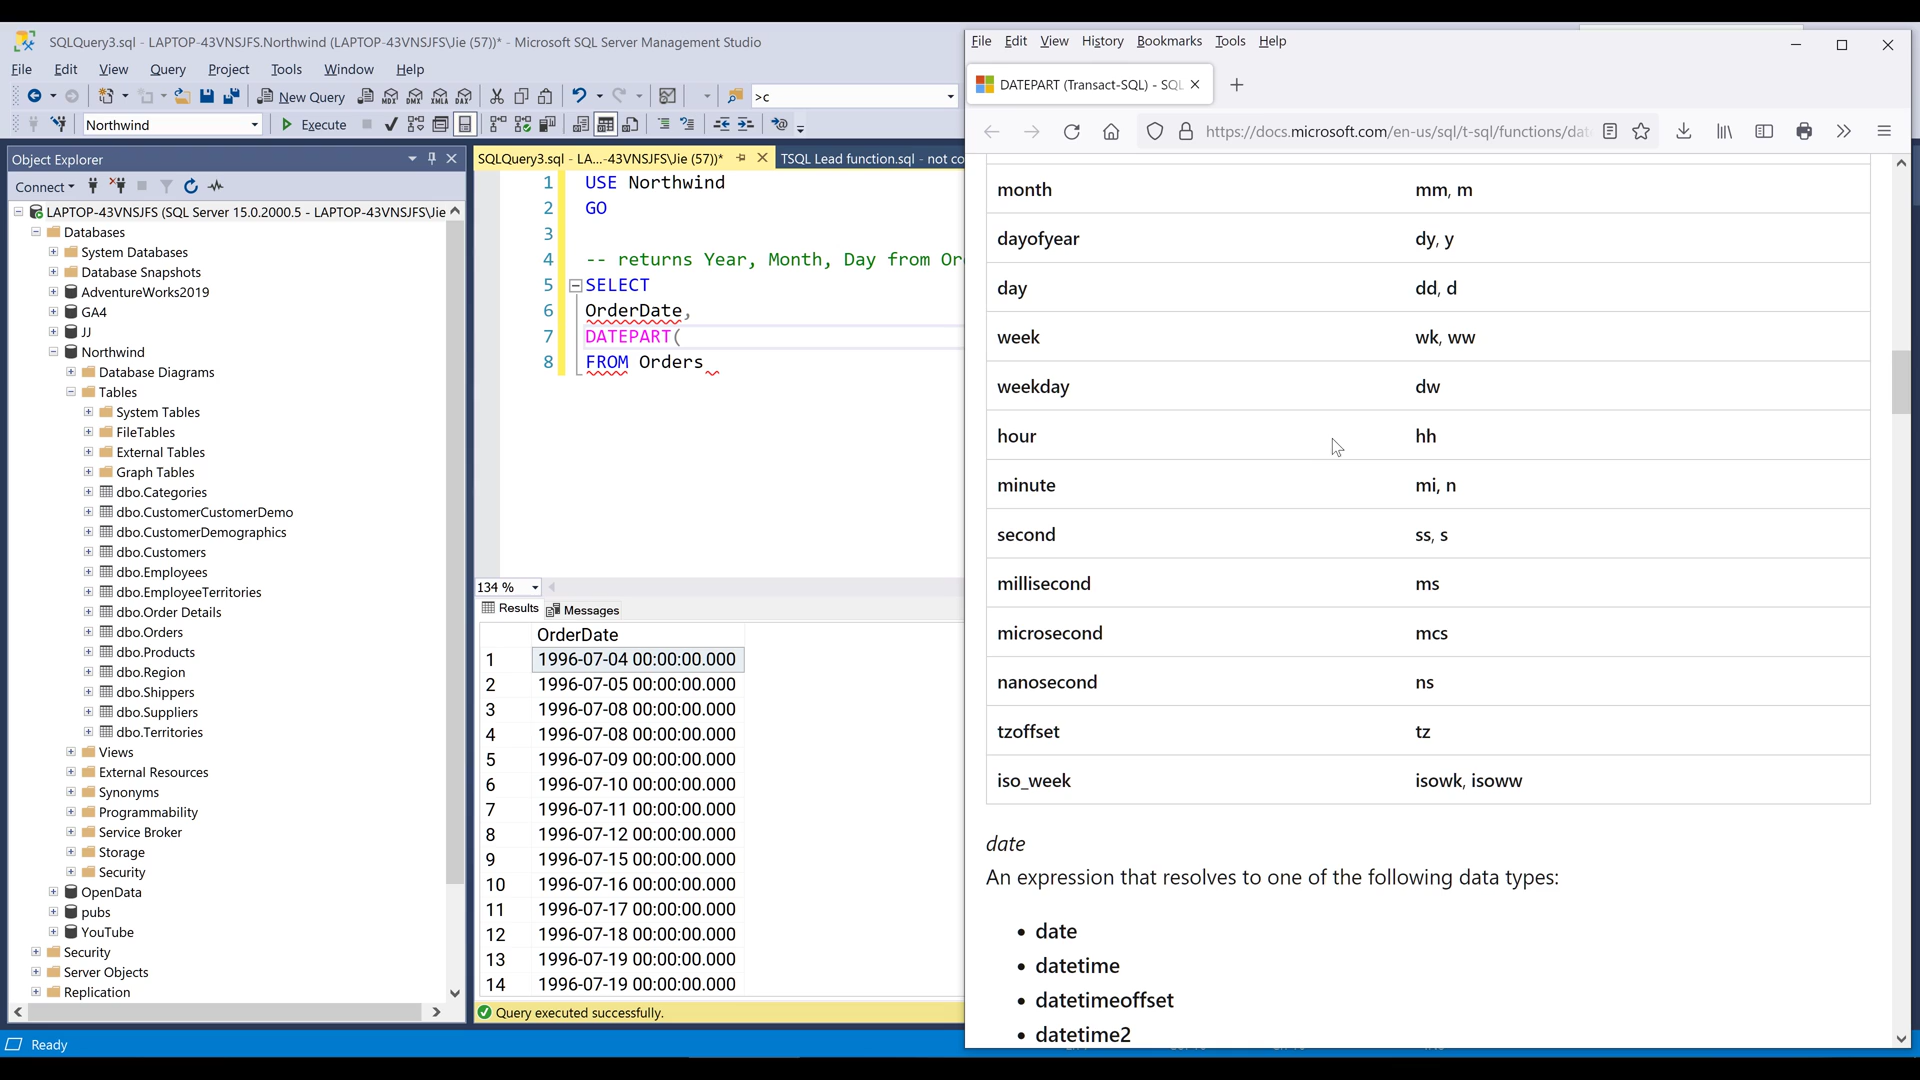 SQLQuery3.sql - LAPTOP-43VNSJFS.Northwind (LAPTOP-43VNSJFS\Jie (57))* - Microsoft SQL Server Management Studio
File Edit View Query Project Tools Window Help
New Query MDX DMX XMLA DAX >c
Northwind Execute
Object Explorer
Connect
LAPTOP-43VNSJFS (SQL Server 15.0.2000.5 - LAPTOP-43VNSJFS\Jie
Databases
System Databases
Database Snapshots
AdventureWorks2019
GA4
JJ
Northwind
Database Diagrams
Tables
System Tables
FileTables
External Tables
Graph Tables
dbo.Categories
dbo.CustomerCustomerDemo
dbo.CustomerDemographics
dbo.Customers
dbo.Employees
dbo.EmployeeTerritories
dbo.Order Details
dbo.Orders
dbo.Products
dbo.Region
dbo.Shippers
dbo.Suppliers
dbo.Territories
Views
External Resources
Synonyms
Programmability
Service Broker
Storage
Security
OpenData
pubs
YouTube
Security
Server Objects
Replication
Ready
SQLQuery3.sql - LA...-43VNSJFS\Jie (57))* TSQL Lead function.sql - not co
1 USE Northwind
2 GO
3
4 -- returns Year, Month, Day from Or
5 SELECT
6 OrderDate,
7 DATEPART(
8 FROM Orders
134 %
Results Messages
OrderDate
1 1996-07-04 00:00:00.000
2 1996-07-05 00:00:00.000
3 1996-07-08 00:00:00.000
4 1996-07-08 00:00:00.000
5 1996-07-09 00:00:00.000
6 1996-07-10 00:00:00.000
7 1996-07-11 00:00:00.000
8 1996-07-12 00:00:00.000
9 1996-07-15 00:00:00.000
10 1996-07-16 00:00:00.000
11 1996-07-17 00:00:00.000
12 1996-07-18 00:00:00.000
13 1996-07-19 00:00:00.000
14 1996-07-19 00:00:00.000
Query executed successfully.
File Edit View History Bookmarks Tools Help
DATEPART (Transact-SQL) - SQL
https://docs.microsoft.com/en-us/sql/t-sql/functions/dat
month mm, m
dayofyear dy, y
day dd, d
week wk, ww
weekday dw
hour hh
minute mi, n
second ss, s
millisecond ms
microsecond mcs
nanosecond ns
tzoffset tz
iso_week isowk, isoww
date
An expression that resolves to one of the following data types:
• date
• datetime
• datetimeoffset
• datetime2